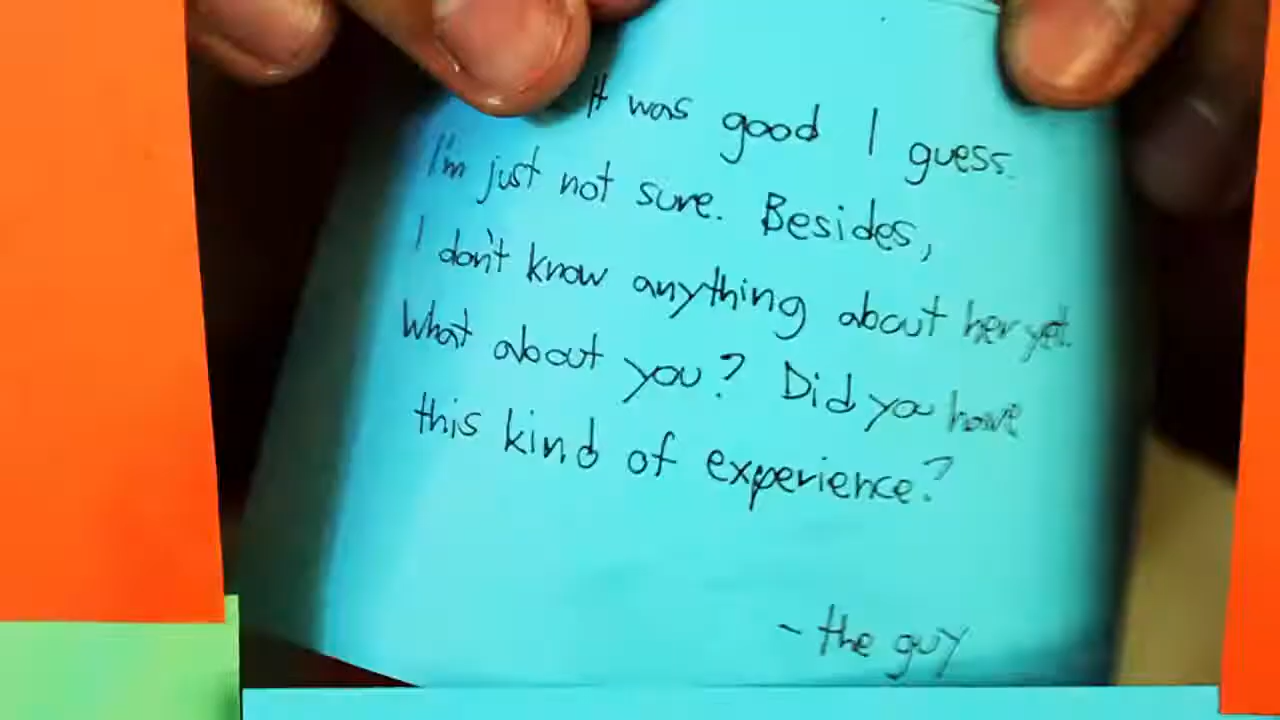 It was good I guess.
I'm just not sure. Besides,
I don't know anything about her yet.
What about you? Did you have
this kind of experience?
- the guy